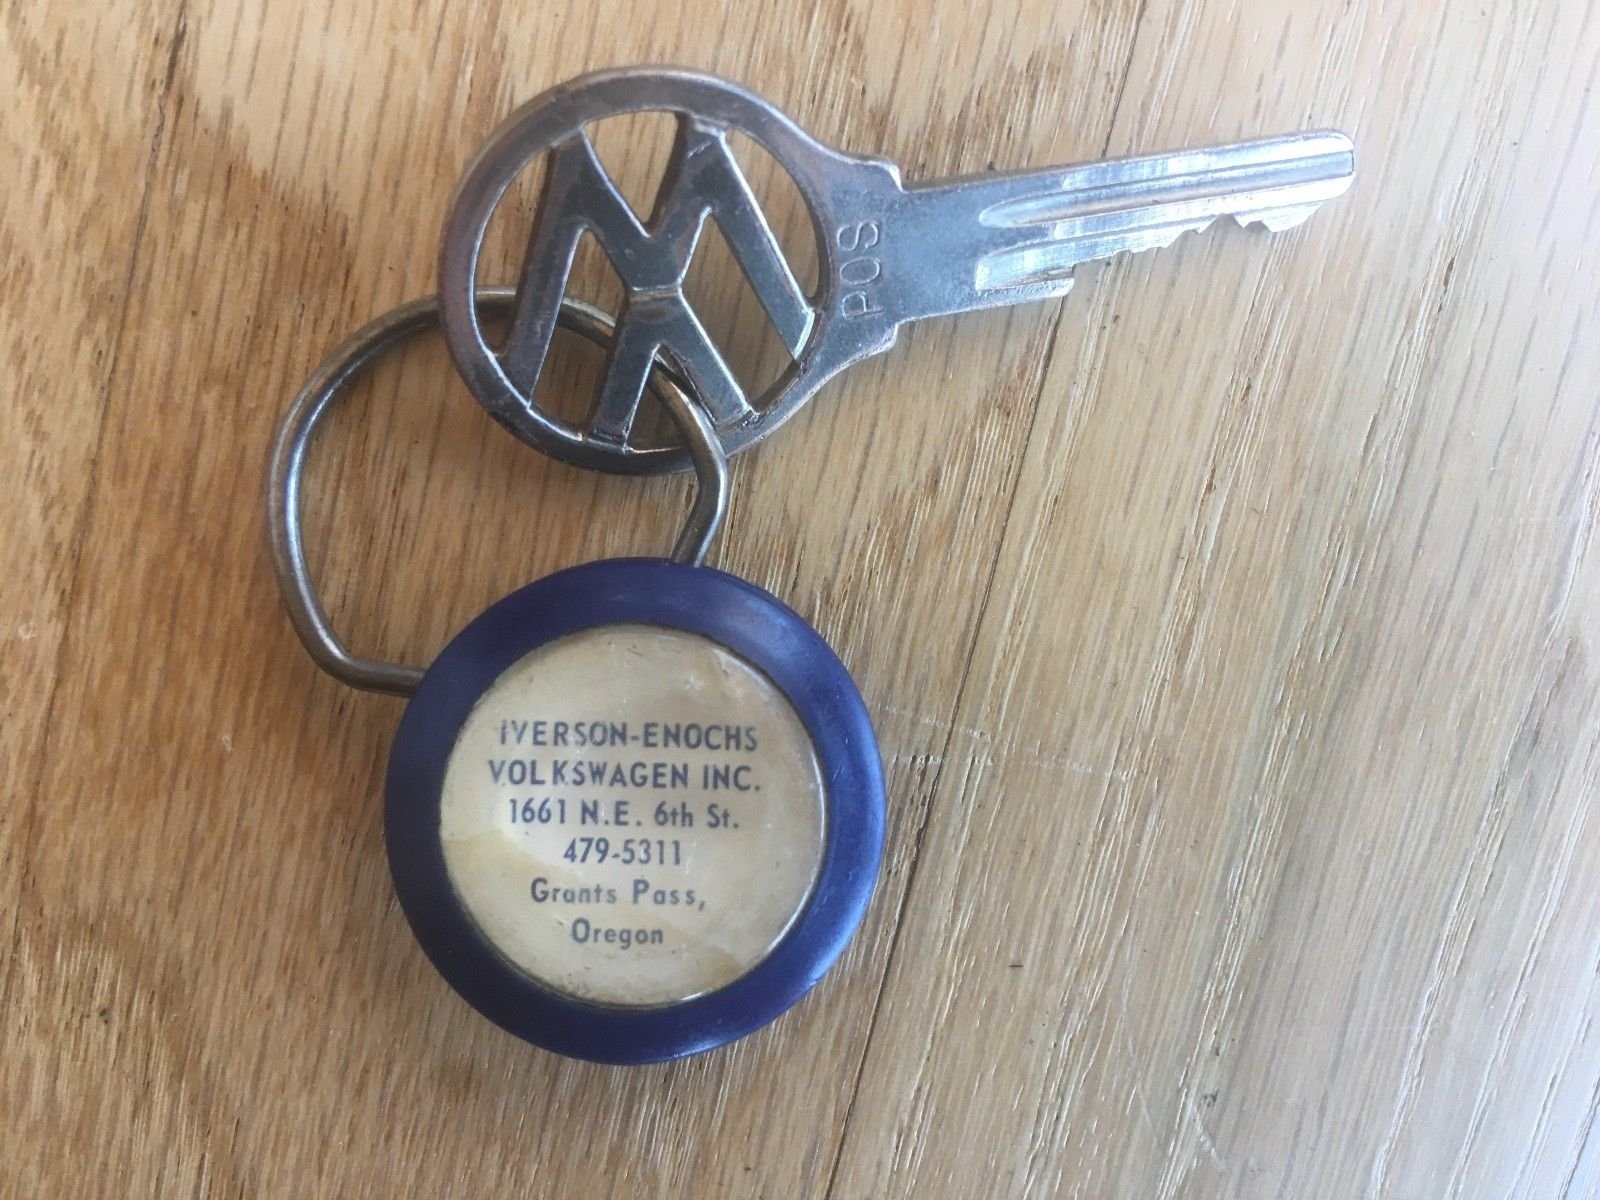 POS
IVERSON-ENOCHS
VOLKSWAGEN INC.
1661 N.E. 6th St.
479-5311
Grants Pass,
Oregon